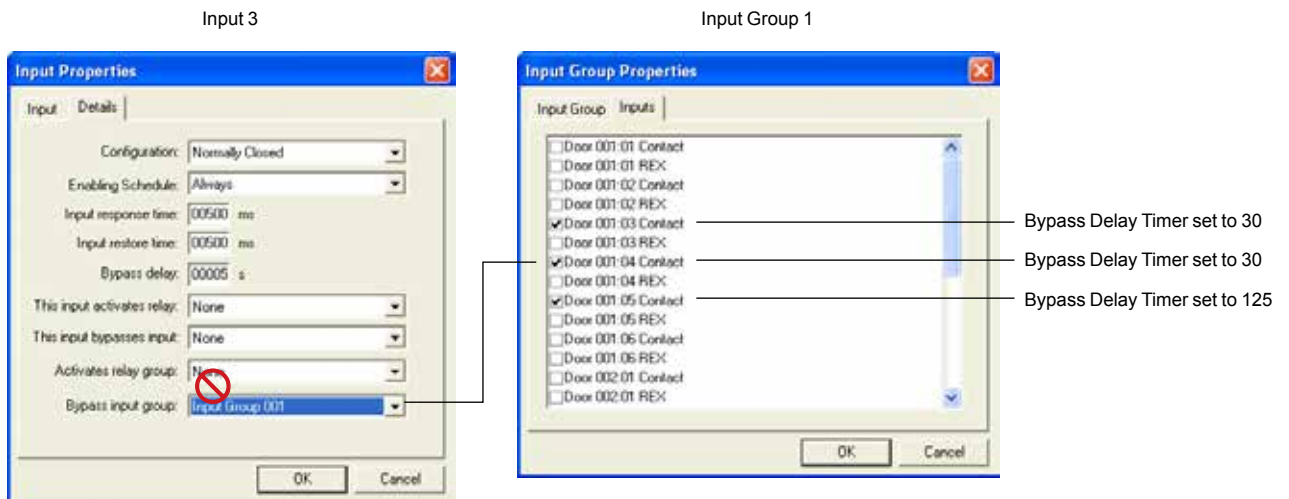 Input 3
Input Properties
Input Details
Configuration: Normally Closed
Enabling Schedule: Always
Input response time: 00500 ms
Input restore time: 00500 ms
Bypass delay: 00005 s
This input activates relay: None
This input bypasses input: None
Activates relay group: None
Bypass input group: Input Group 001
OK Cancel
Input Group 1
Input Group Properties
Input Group Inputs
Door 001:01 Contact
Door 001:01 REX
Door 001:02 Contact
Door 001:02 REX
Door 001:03 Contact
Door 001:03 REX
Door 001:04 Contact
Door 001:04 REX
Door 001:05 Contact
Door 001:05 REX
Door 001:06 Contact
Door 001:06 REX
Door 002:01 Contact
Door 002:01 REX
OK Cancel
Bypass Delay Timer set to 30
Bypass Delay Timer set to 30
Bypass Delay Timer set to 125